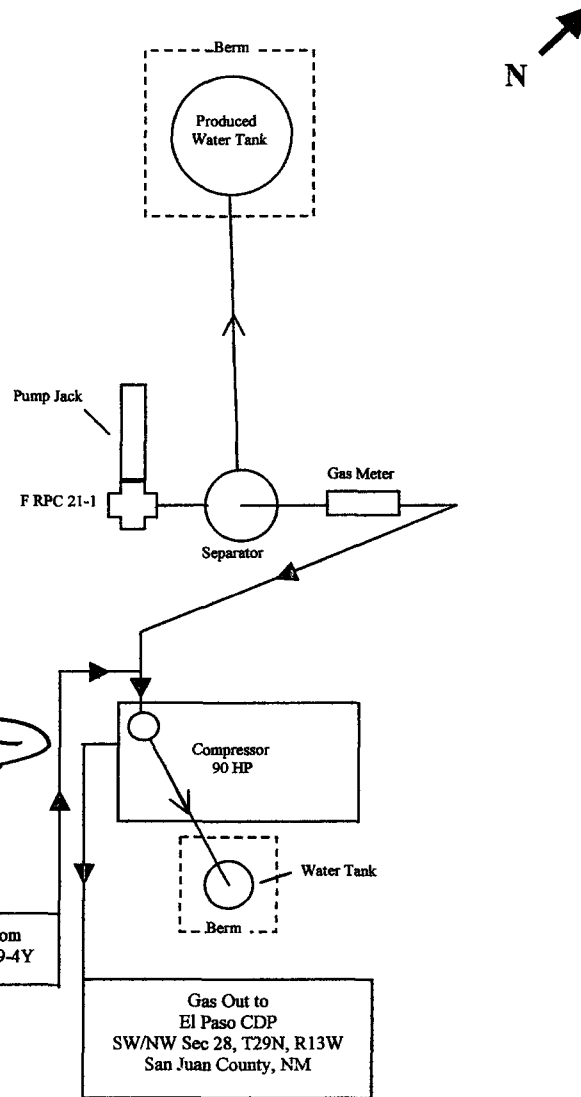 Berm
N
Produced
Water Tank
Pump Jack
Gas Meter
F RPC 21-1
Separator
Compressor
90 HP
Water Tank
Berm
9-4Y
Gas Out to
El Paso CDP
SW/NW Sec 28, T29N, R13W
San Juan County, NM